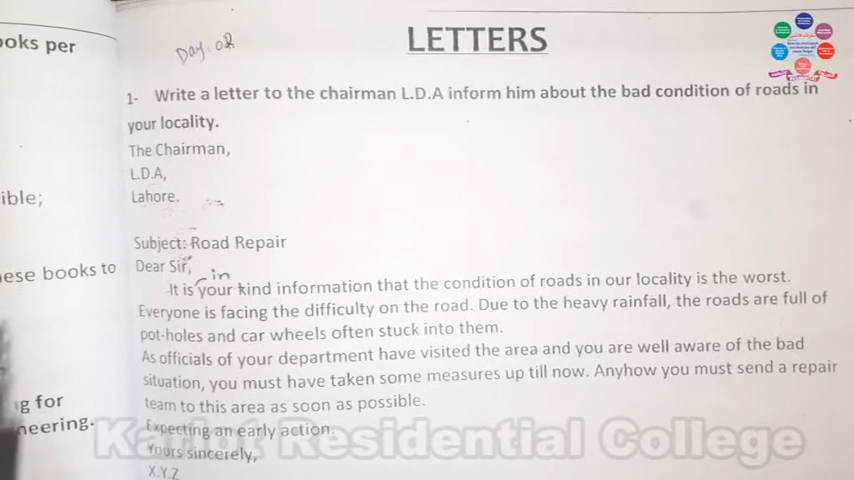 ooks per
Day: 02
LETTERS
1- Write a letter to the chairman L.D.A inform him about the bad condition of roads in
your locality.
The Chairman,
L.D.A,
Lahore.
ible;
Subject: Road Repair
ese books to
Dear Sir,
in
It is your kind information that the condition of roads in our locality is the worst.
Everyone is facing the difficulty on the road. Due to the heavy rainfall, the roads are full of
pot-holes and car wheels often stuck into them.
As officials of your department have visited the area and you are well aware of the bad
situation, you must have taken some measures up till now. Anyhow you must send a repair
g for
team to this area as soon as possible.
neering.
Expecting an early action.
Residential College
Yours sincerely,
X.Y.Z